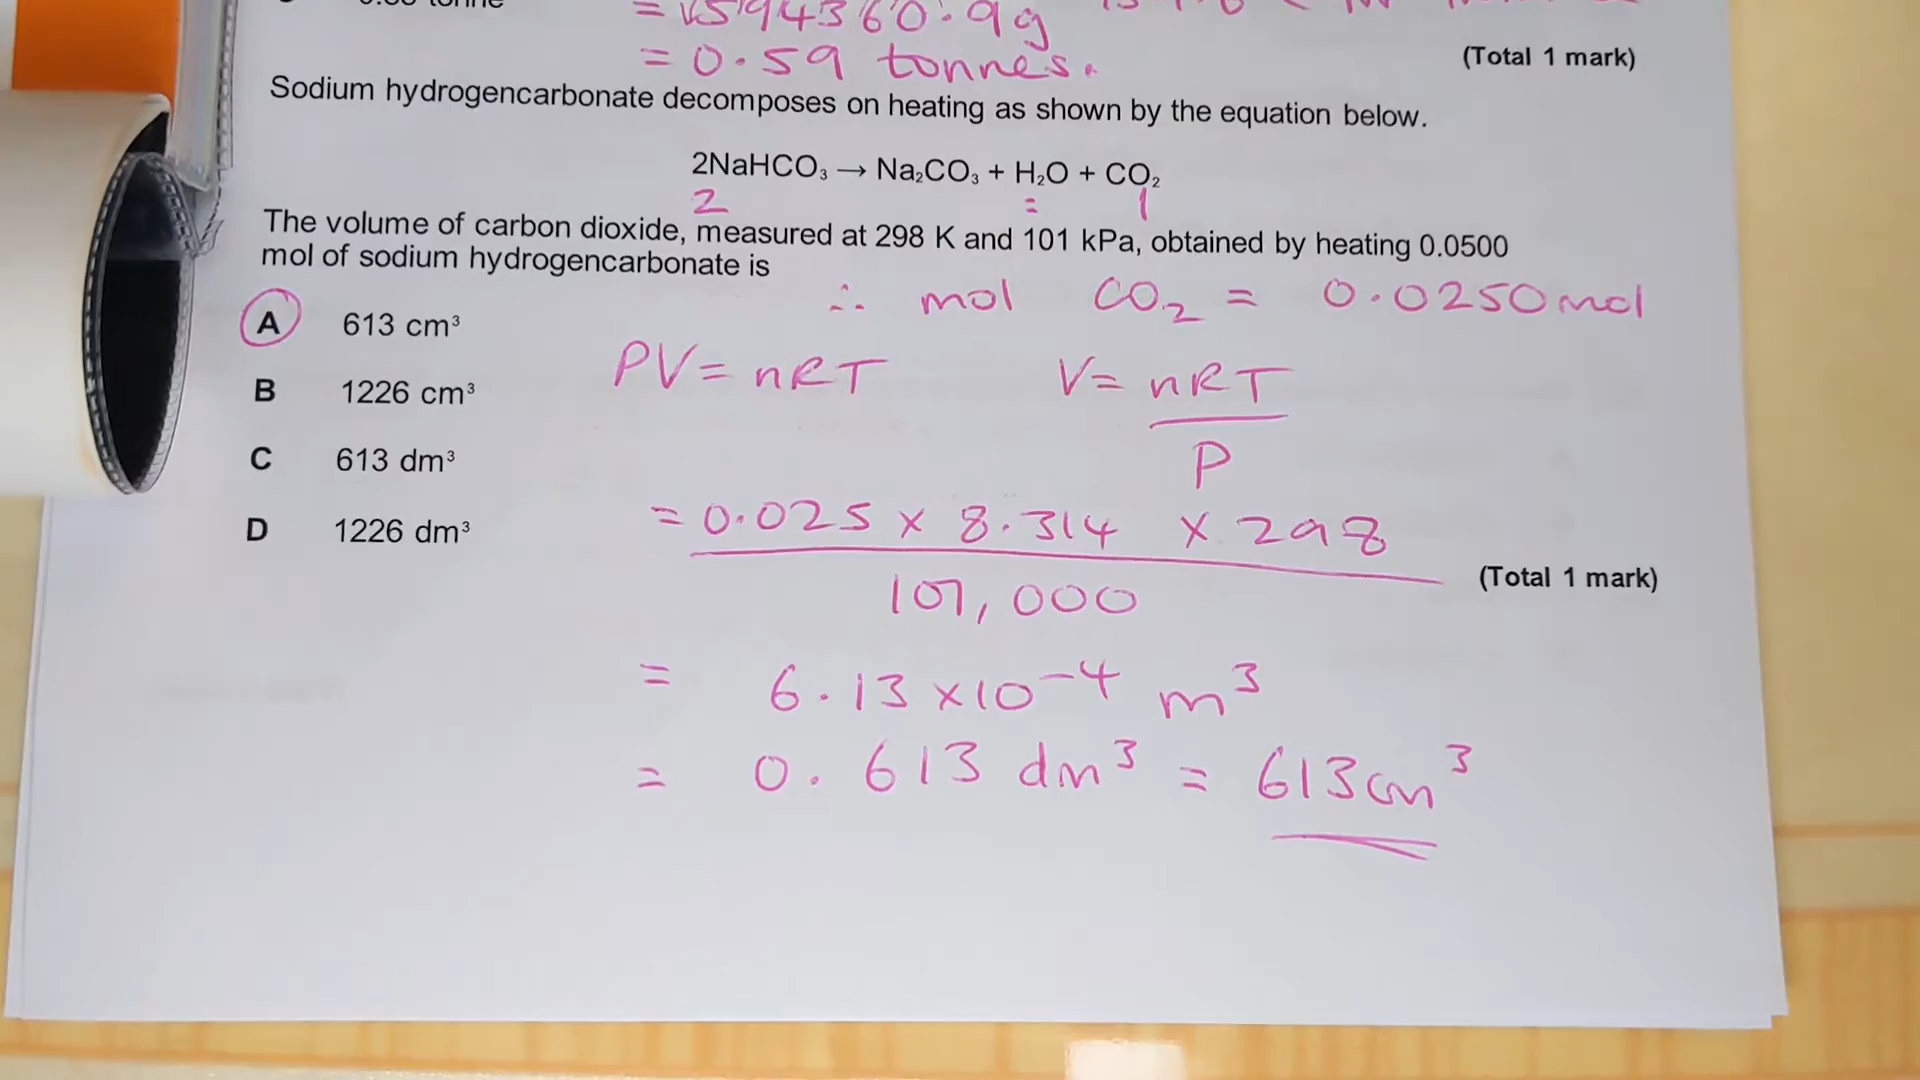 = 594360.9g
= 0.59 tonnes.
(Total 1 mark)
Sodium hydrogencarbonate decomposes on heating as shown by the equation below.
2NaHCO₃ → Na₂CO₃ + H₂O + CO₂
2 : 1
The volume of carbon dioxide, measured at 298 K and 101 kPa, obtained by heating 0.0500
mol of sodium hydrogencarbonate is
∴ mol CO₂ = 0.0250mol
A 613 cm³
PV = nRT V = nRT
P
B 1226 cm³
C 613 dm³
D 1226 dm³
= 0.025 × 8.314 × 298
101,000
(Total 1 mark)
= 6.13 ×10⁻⁴ m³
= 0.613 dm³ = 613cm³